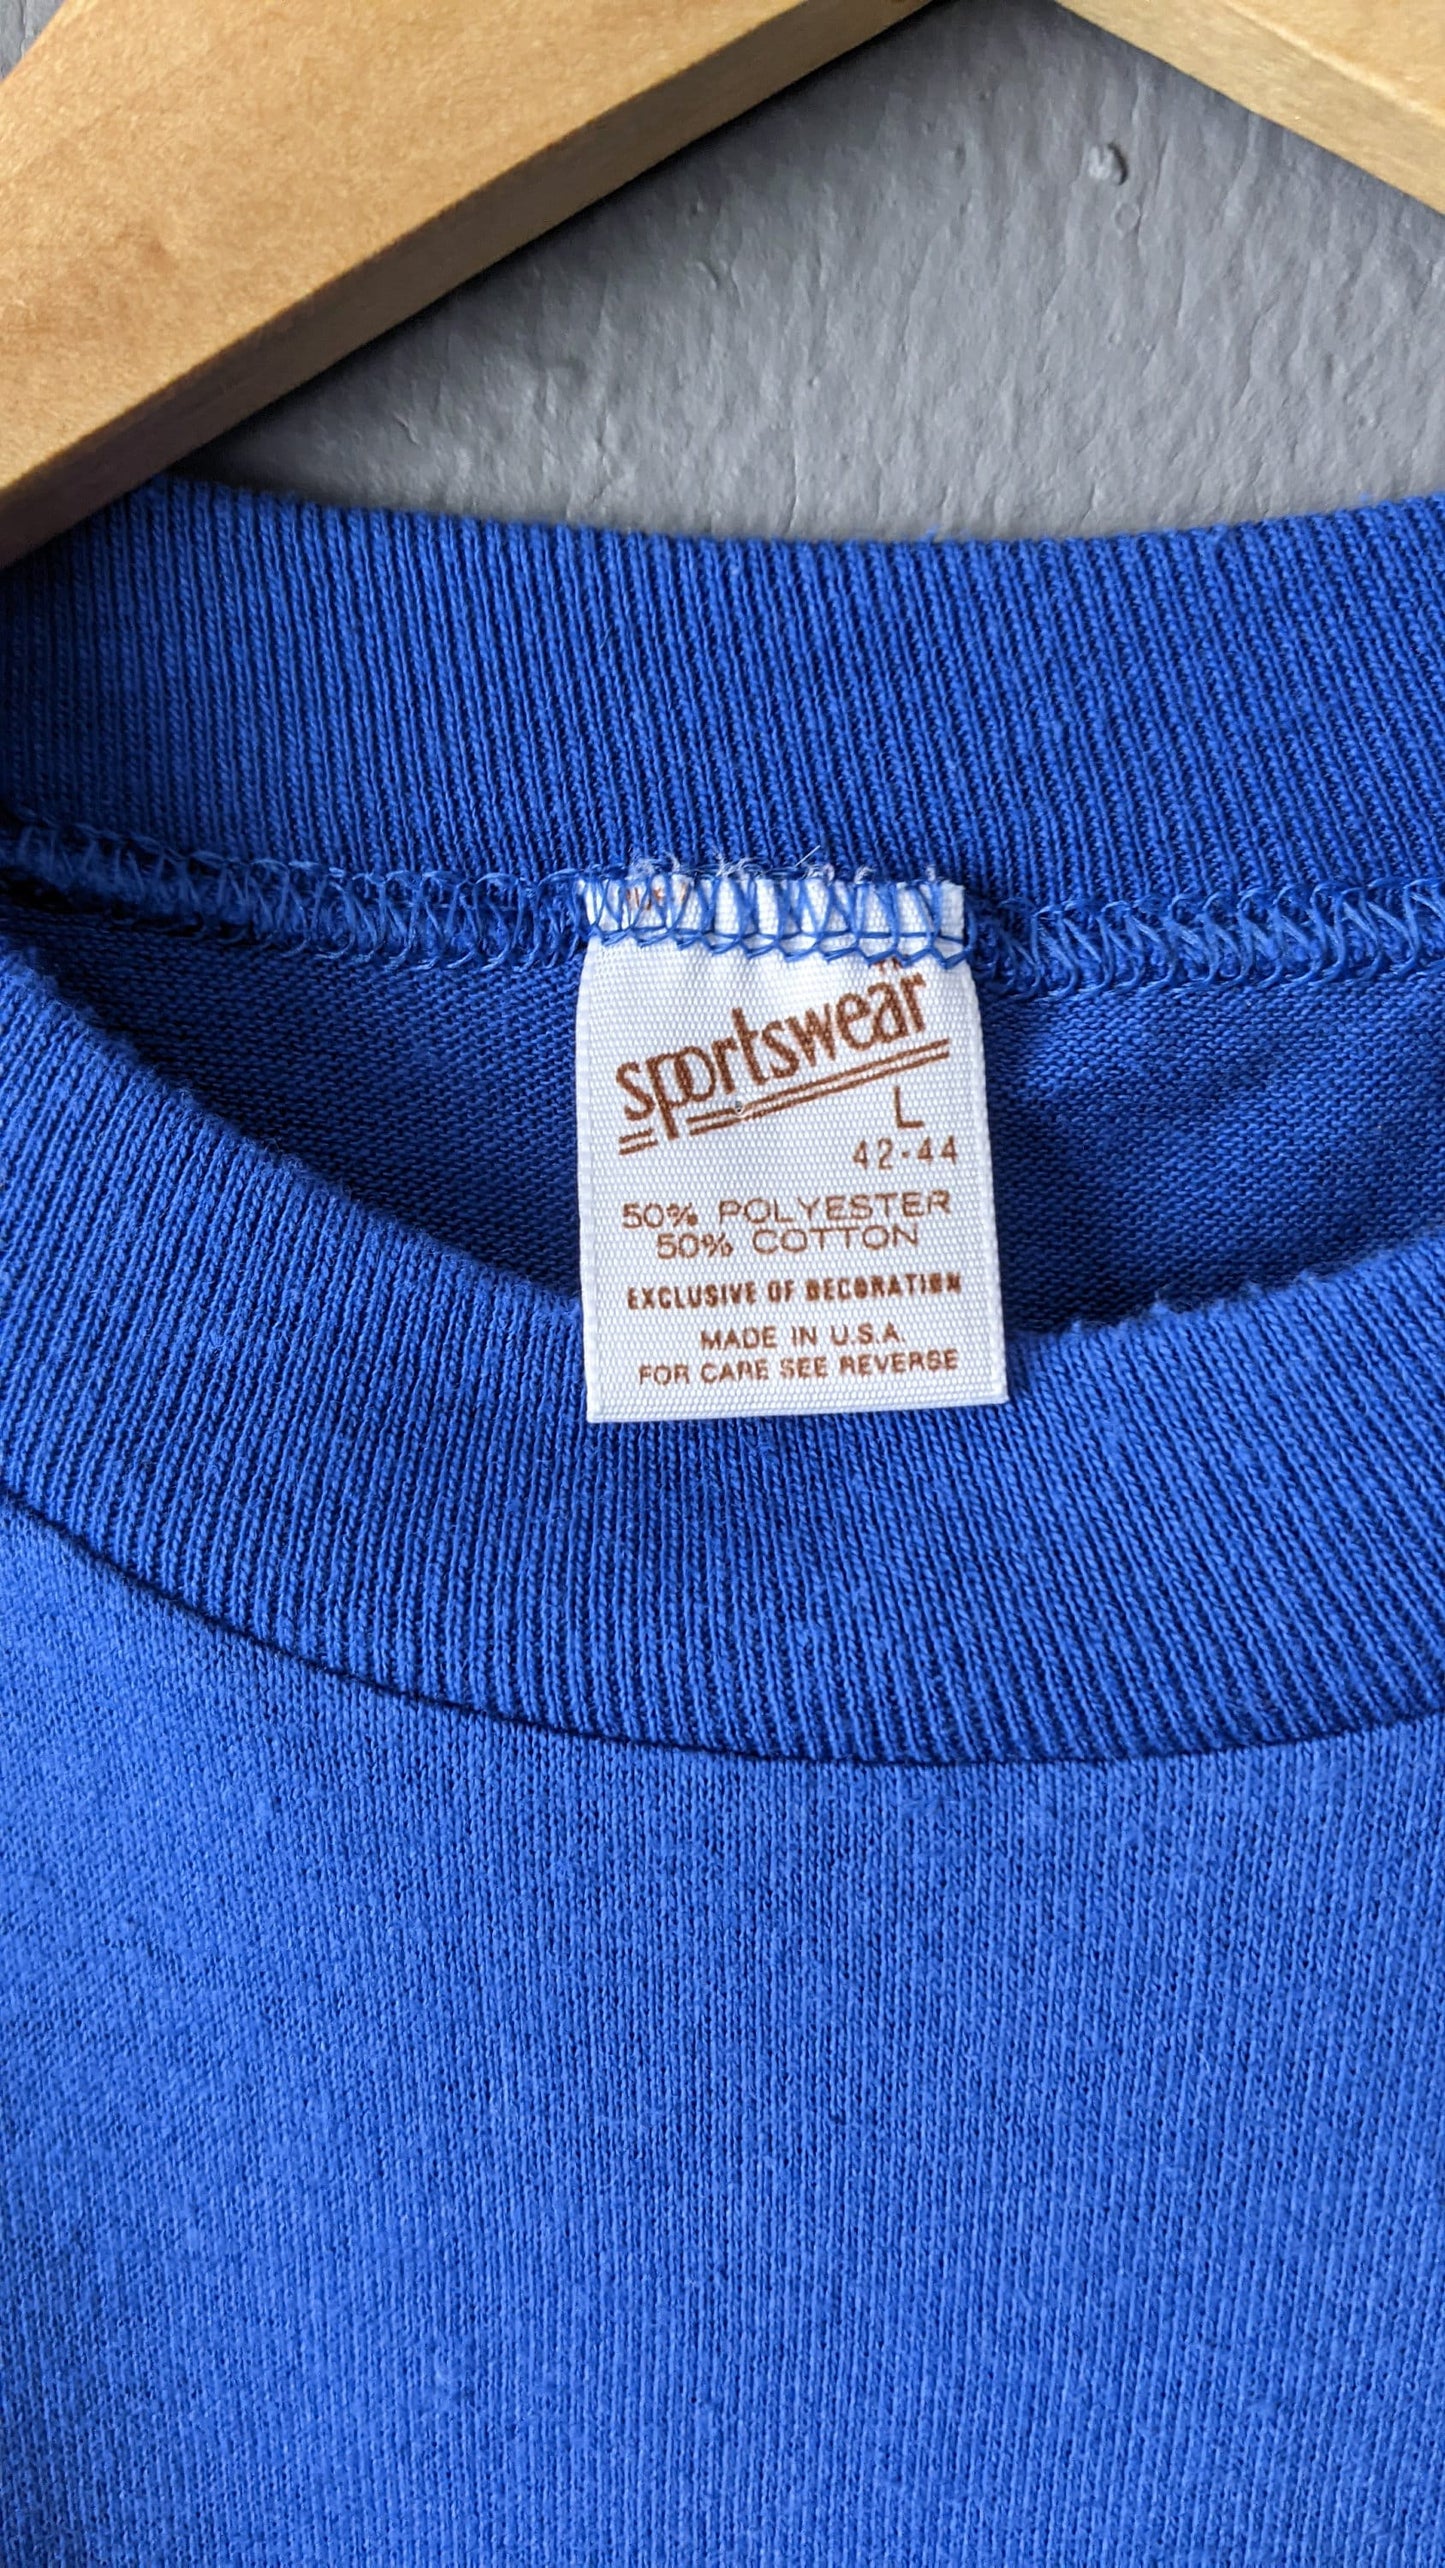 sportswear
L
42-44
50% POLYESTER
50% COTTON
EXCLUSIVE OF DECORATION
MADE IN U.S.A.
FOR CARE SEE REVERSE